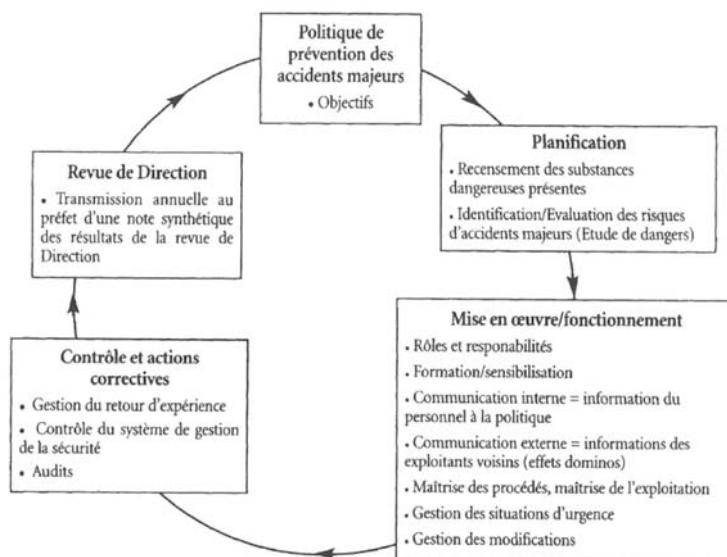 Politique de
prévention des
accidents majeurs
• Objectifs
Planification
• Recensement des substances
dangereuses présentes
• Identification/Evaluation des risques
d'accidents majeurs (Etude de dangers)
Mise en œuvre/fonctionnement
• Rôles et responabilités
• Formation/sensibilisation
• Communication interne = information du
personnel à la politique
• Communication externe = informations des
exploitants voisins (effets dominos)
• Maîtrise des procédés, maîtrise de l'exploitation
• Gestion des situations d'urgence
• Gestion des modifications
Contrôle et actions
correctives
• Gestion du retour d'expérience
• Contrôle du système de gestion
de la sécurité
• Audits
Revue de Direction
• Transmission annuelle au
préfet d'une note synthétique
des résultats de la revue de
Direction